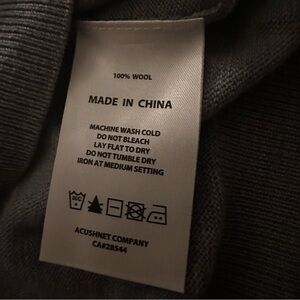 100% WOOL
MADE IN CHINA
MACHINE WASH COLD
DO NOT BLEACH
LAY FLAT TO DRY
DO NOT TUMBLE DRY
IRON AT MEDIUM SETTING
ACUSHNET COMPANY
CA#28544